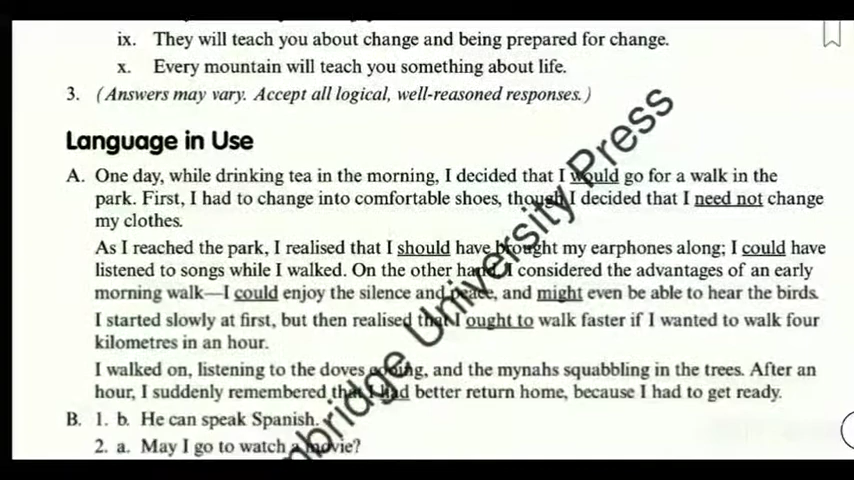 ix. They will teach you about change and being prepared for change.
x. Every mountain will teach you something about life.
3. (Answers may vary. Accept all logical, well-reasoned responses.)
Language in Use
A. One day, while drinking tea in the morning, I decided that I would go for a walk in the
park. First, I had to change into comfortable shoes, though I decided that I need not change
my clothes.
As I reached the park, I realised that I should have brought my earphones along; I could have
listened to songs while I walked. On the other hand, I considered the advantages of an early
morning walk—I could enjoy the silence and peace, and might even be able to hear the birds.
I started slowly at first, but then realised that I ought to walk faster if I wanted to walk four
kilometres in an hour.
I walked on, listening to the doves cooing, and the mynahs squabbling in the trees. After an
hour, I suddenly remembered that I had better return home, because I had to get ready.
B. 1. b. He can speak Spanish.
2. a. May I go to watch a movie?
mbridge University Press